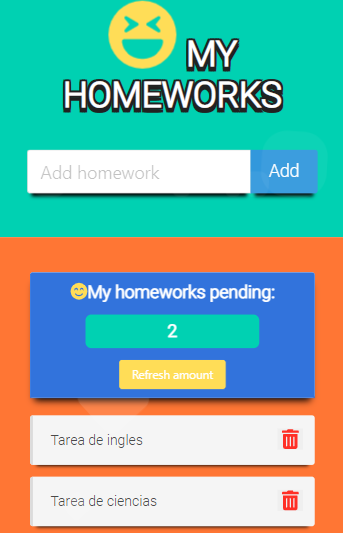 MY
HOMEWORKS
Add homework
Add
My homeworks pending:
2
Refresh amount
Tarea de ingles
Tarea de ciencias